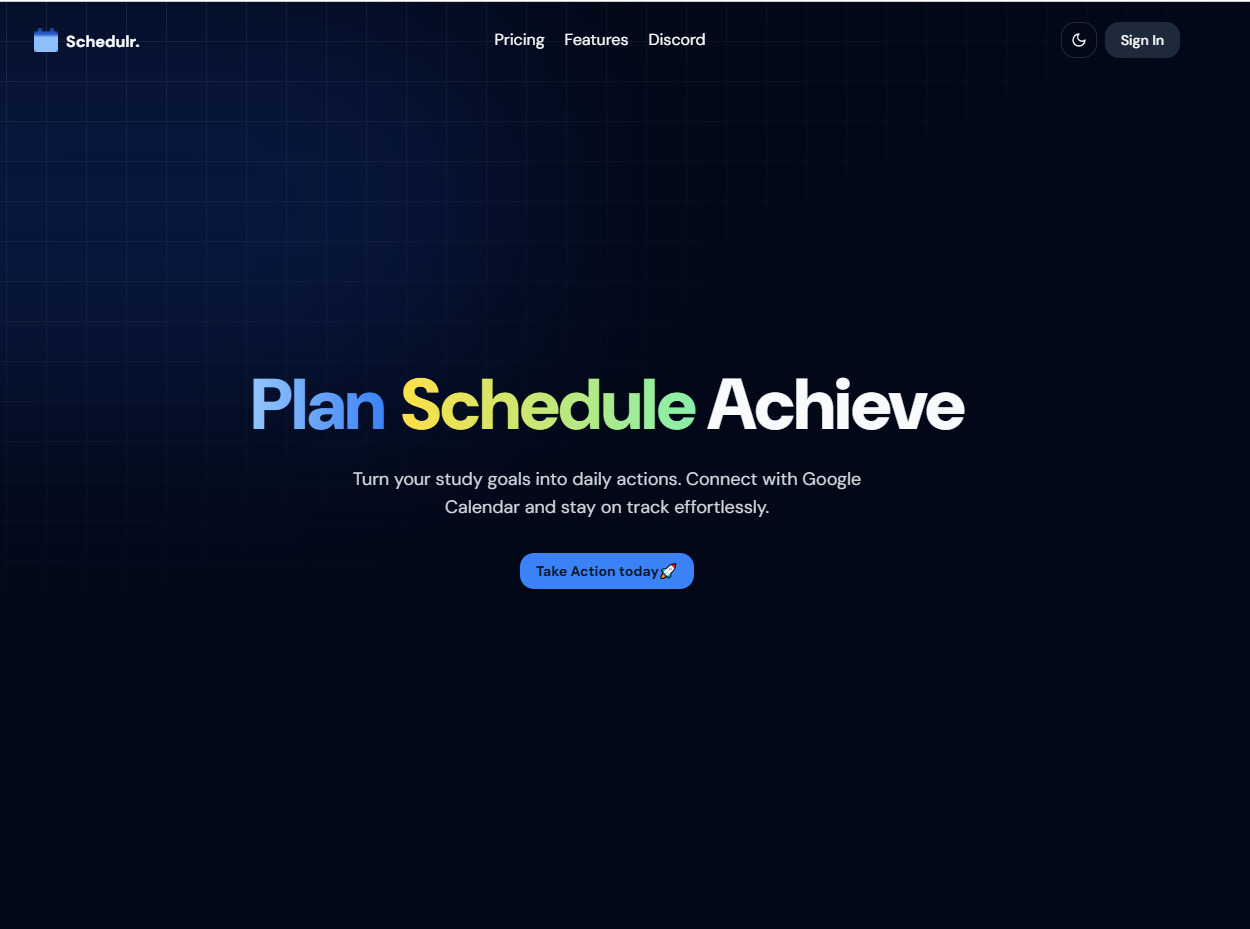 Schedulr.
Pricing Features Discord
Sign In
Plan Schedule Achieve
Turn your study goals into daily actions. Connect with Google
Calendar and stay on track effortlessly.
Take Action today🚀